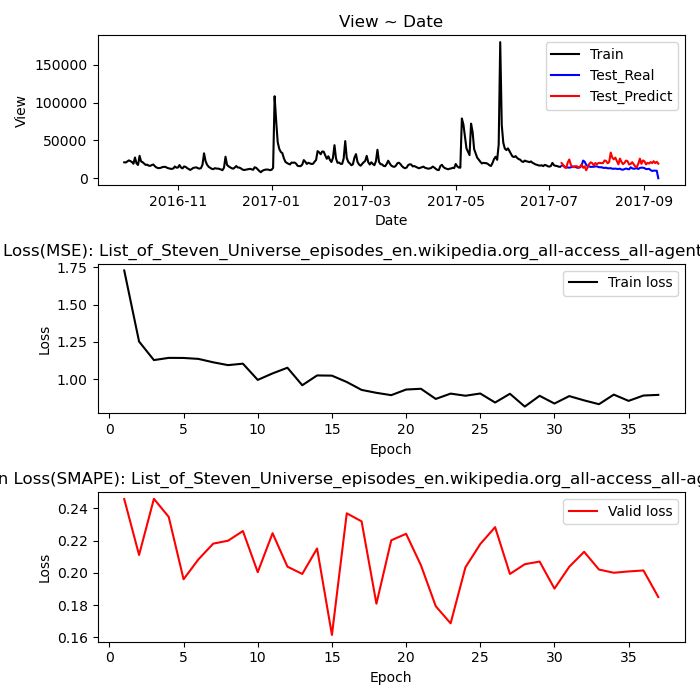 View ~ Date
View
150000
100000
50000
0
Train
Test_Real
Test_Predict
2016-11 2017-01 2017-03 2017-05 2017-07 2017-09
Date
Loss(MSE): List_of_Steven_Universe_episodes_en.wikipedia.org_all-access_all-agent
Loss
1.75
1.50
1.25
1.00
Train loss
0 5 10 15 20 25 30 35
Epoch
n Loss(SMAPE): List_of_Steven_Universe_episodes_en.wikipedia.org_all-access_all-ag
Loss
0.24
0.22
0.20
0.18
0.16
Valid loss
0 5 10 15 20 25 30 35
Epoch